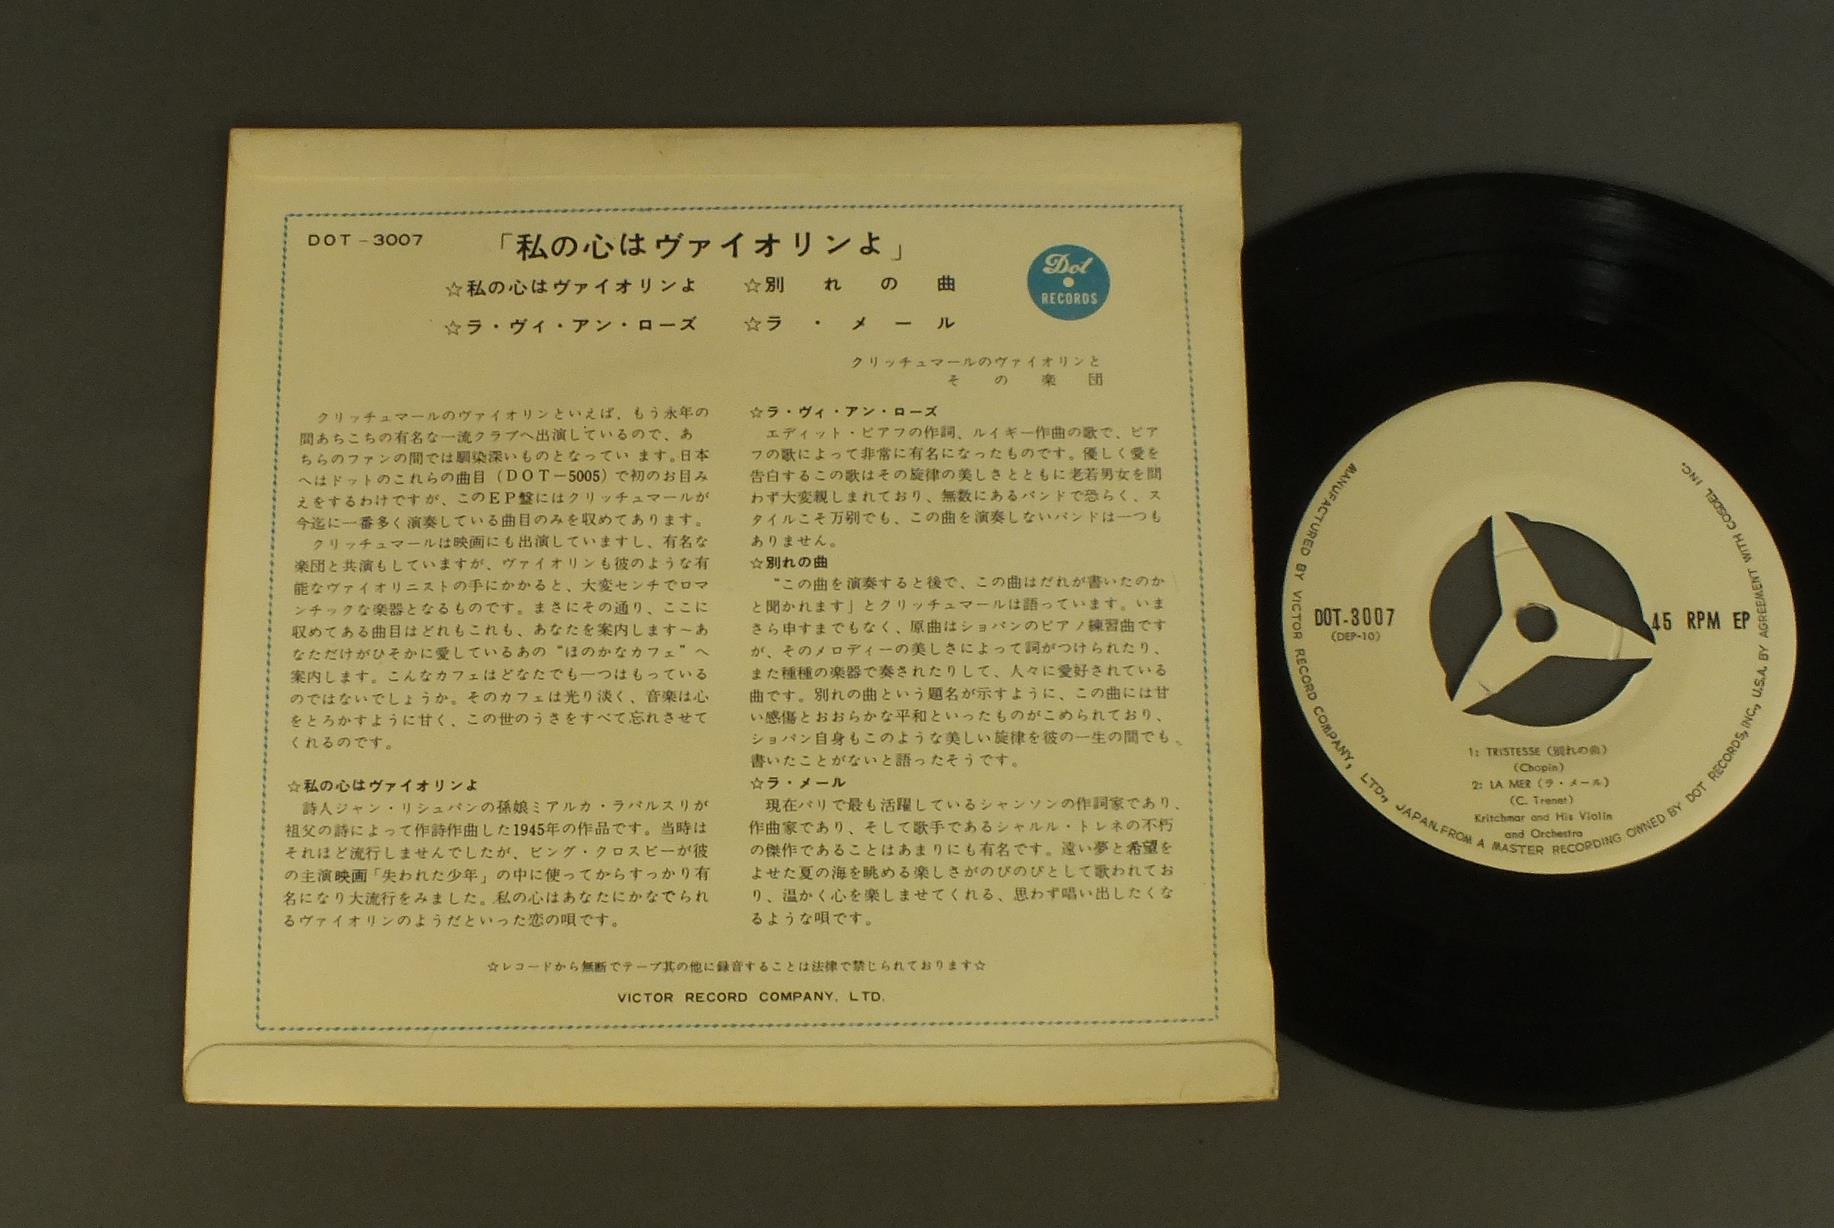 DOT-3007
「私の心はヴァイオリンよ」
☆私の心はヴァイオリンよ ☆別れの曲
☆ラ・ヴィ・アン・ローズ ☆ラ・メール
Dot
RECORDS
クリッチュマールのヴァイオリンと
その楽団
クリッチュマールのヴァイオリンといえば、もう永年の
間あちこちの有名な一流クラブへ出演しているので、あ
ちらのファンの間では馴染深いものとなってい ます。日本
へはドットのこれらの曲目(DOT-5005)で初のお目み
えをするわけですが、このEP盤にはクリッチュマールが
今迄に一番多く演奏している曲目のみを収めてあります。
クリッチュマールは映画にも出演していますし、有名な
楽団と共演もしていますが、ヴァイオリンも彼のような有
能なヴァイオリニストの手にかかると、大変センチでロマ
ンチックな楽器となるものです。まさにその通り、ここに
収めてある曲目はどれもこれも、あなたを案内します~あ
なただけがひそかに愛しているあの"ほのかなカフェ"へ
案内します。こんなカフェはどなたでも一つはもっている
のではないでしょうか。そのカフェは光り淡く、音楽は心
をとろかすように甘く、この世のうさをすべて忘れさせて
くれるのです。
☆私の心はヴァイオリンよ
詩人ジャン・リシュパンの孫娘ミアルカ・ラパルスリが
祖父の詩によって作詩作曲した1945年の作品です。当時は
それほど流行しませんでしたが、ビング・クロスビーが彼
の主演映画「失われた少年」の中に使ってからすっかり有
名になり大流行をみました。私の心はあなたにかなでられ
るヴァイオリンのようだといった恋の唄です。
☆ラ・ヴィ・アン・ローズ
エディット・ピアフの作詞、ルイギー作曲の歌で、ピア
フの歌によって非常に有名になったものです。優しく愛を
告白するこの歌はその旋律の美しさとともに老若男女を問
わず大変親しまれており、無数にあるバンドで恐らく、ス
タイルこそ万別でも、この曲を演奏しないバンドは一つも
ありません。
☆別れの曲
"この曲を演奏すると後で、この曲はだれが書いたのか
と聞かれます」とクリッチュマールは語っています。いま
さら申すまでもなく、原曲はショパンのピアノ練習曲です
が、そのメロディーの美しさによって詞がつけられたり、
また種種の楽器で奏されたりして、人々に愛好されている
曲です。別れの曲という題名が示すように、この曲には甘
い感傷とおおらかな平和といったものがこめられており、
ショパン自身もこのような美しい旋律を彼の一生の間でも、
書いたことがないと語ったそうです。
☆ラ・メール
現在パリで最も活躍しているシャンソンの作詞家であり、
作曲家であり、そして歌手であるシャルル・トレネの不朽
の傑作であることはあまりにも有名です。遠い夢と希望を
よせた夏の海を眺める楽しさがのびのびとして歌われてお
り、温かく心を楽しませてくれる、思わず唱い出したくな
るような唄です。
☆レコードから無断でテープ其の他に録音することは法律で禁じられております☆
VICTOR RECORD COMPANY, LTD.
DOT-3007
(DEP-10)
45 RPM EP
1: TRISTESSE (別れの曲)
(Chopin)
2: LA MER (ラ・メール)
(C. Trenet)
Kritchmar and His Violin
and Orchestra
MANUFACTURED BY VICTOR RECORD COMPANY, LTD., JAPAN. FROM A MASTER RECORDING OWNED BY DOT RECORDS, INC., U.S.A. BY AGREEMENT WITH COSDEL INC.